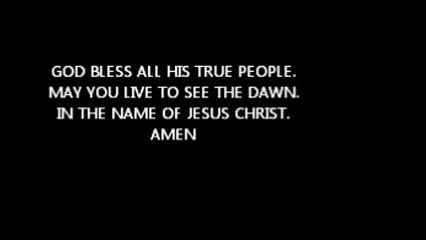 GOD BLESS ALL HIS TRUE PEOPLE.
MAY YOU LIVE TO SEE THE DAWN.
IN THE NAME OF JESUS CHRIST.
AMEN